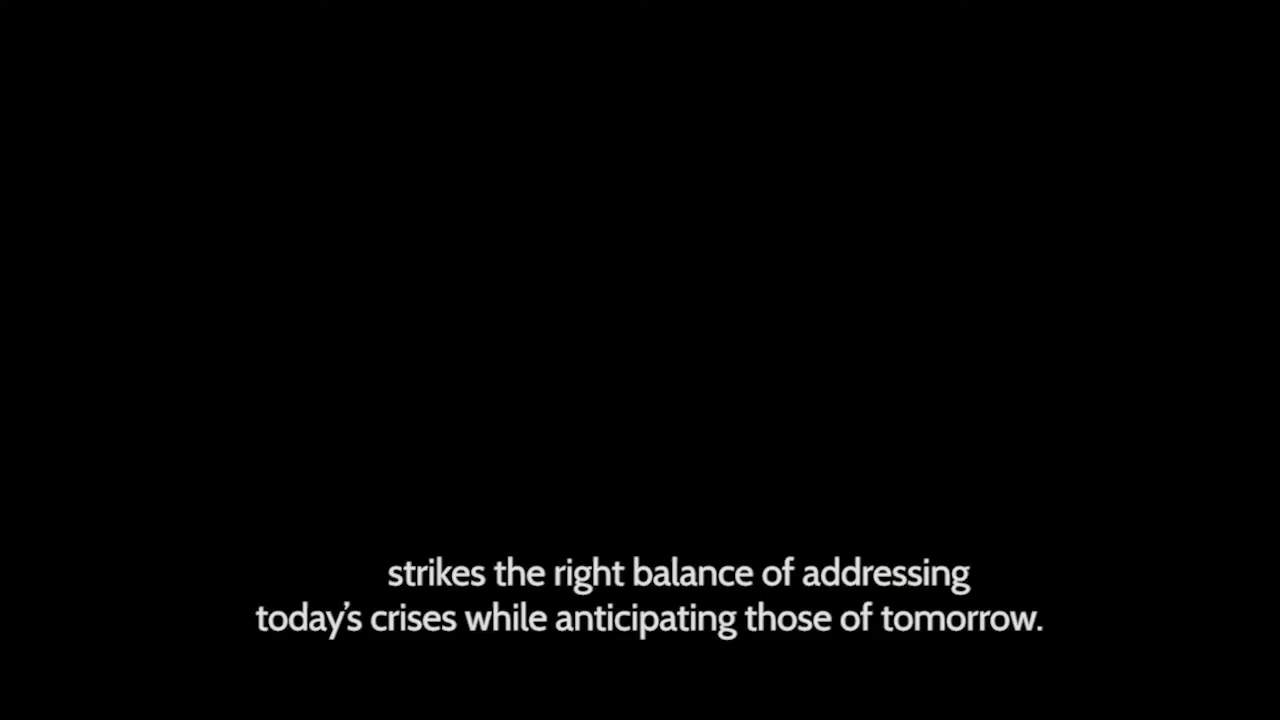 strikes the right balance of addressing
today’s crises while anticipating those of tomorrow.